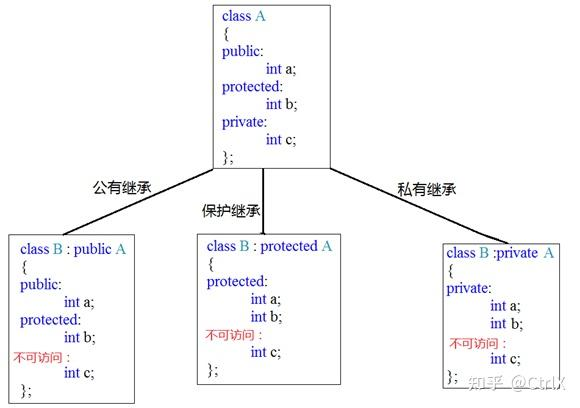 class A
{
public:
int a;
protected:
int b;
private:
int c;
};
公有继承
保护继承
私有继承
class B : public A
{
public:
int a;
protected:
int b;
不可访问：
int c;
};
class B : protected A
{
protected:
int a;
int b;
不可访问：
int c;
};
class B :private A
{
private:
int a;
int b;
不可访问：
int c;
};
知乎 @CtrlX